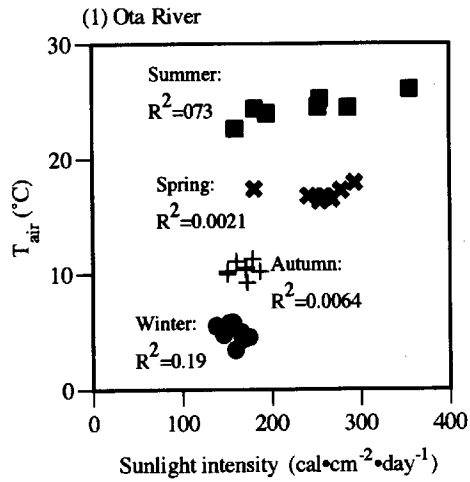 (1) Ota River
30
Summer:
R²=073
20
Spring:
R²=0.0021
T air (°C)
10
Autumn:
R²=0.0064
Winter:
R²=0.19
0
0 100 200 300 400
Sunlight intensity (cal•cm⁻²•day⁻¹)